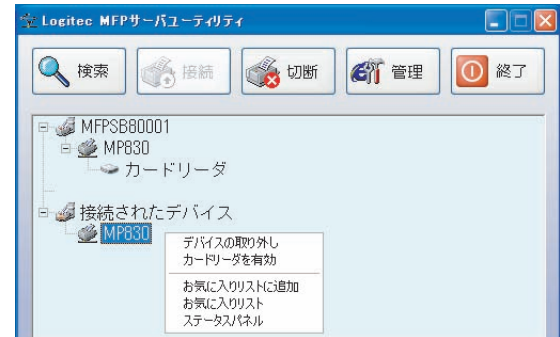 Logitec MFPサーバユーティリティ
検索 接続 切断 管理 終了
MFPSB80001
MP830
カードリーダ
接続されたデバイス
MP830
デバイスの取り外し
カードリーダを有効
お気に入りリストに追加
お気に入りリスト
ステータスパネル